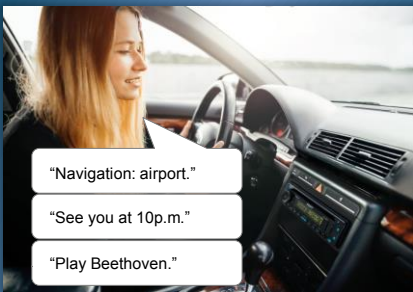 “Navigation: airport.”
“See you at 10p.m.”
“Play Beethoven.”